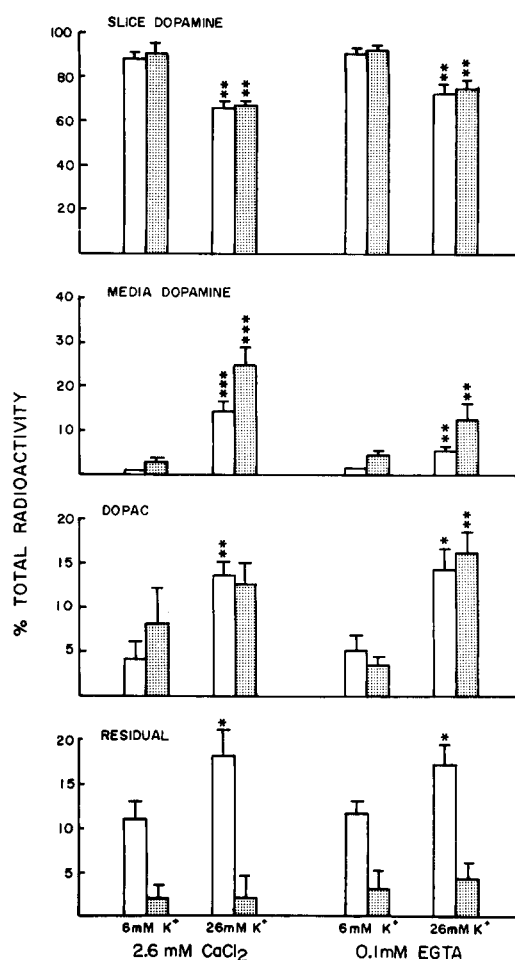 SLICE DOPAMINE
100
80
60
40
20
** ** ** **
MEDIA DOPAMINE
40
30
20
10
*** *** ** **
DOPAC
20
15
10
5
** * **
RESIDUAL
20
15
10
5
* *
% TOTAL RADIOACTIVITY
6mM K+ 26mM K+ 6mM K+ 26mM K+
2.6 mM CaCl2 0.1mM EGTA